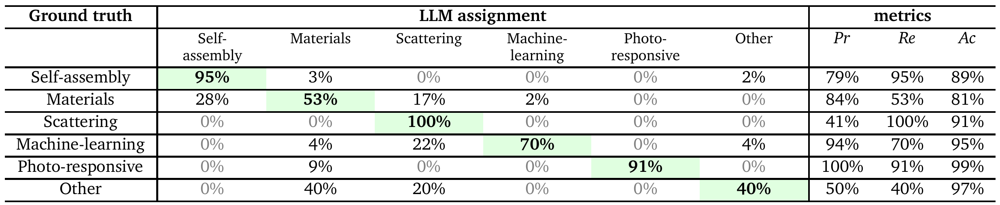 Ground truth LLM assignment metrics
Self-assembly Materials Scattering Machine-learning Photo-responsive Other Pr Re Ac
Self-assembly 95% 3% 0% 0% 0% 2% 79% 95% 89%
Materials 28% 53% 17% 2% 0% 0% 84% 53% 81%
Scattering 0% 0% 100% 0% 0% 0% 41% 100% 91%
Machine-learning 0% 4% 22% 70% 0% 4% 94% 70% 95%
Photo-responsive 0% 9% 0% 0% 91% 0% 100% 91% 99%
Other 0% 40% 20% 0% 0% 40% 50% 40% 97%